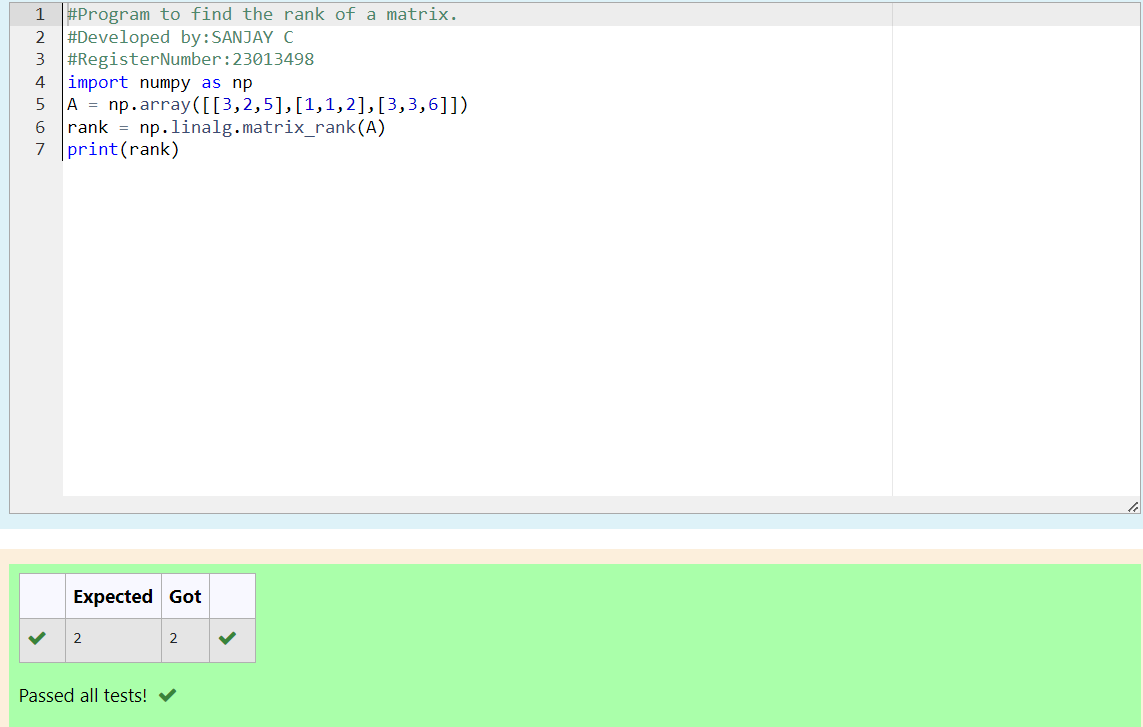 1 #Program to find the rank of a matrix.
2 #Developed by:SANJAY C
3 #RegisterNumber:23013498
4 import numpy as np
5 A = np.array([[3,2,5],[1,1,2],[3,3,6]])
6 rank = np.linalg.matrix_rank(A)
7 print(rank)
Expected Got
2 2
Passed all tests!